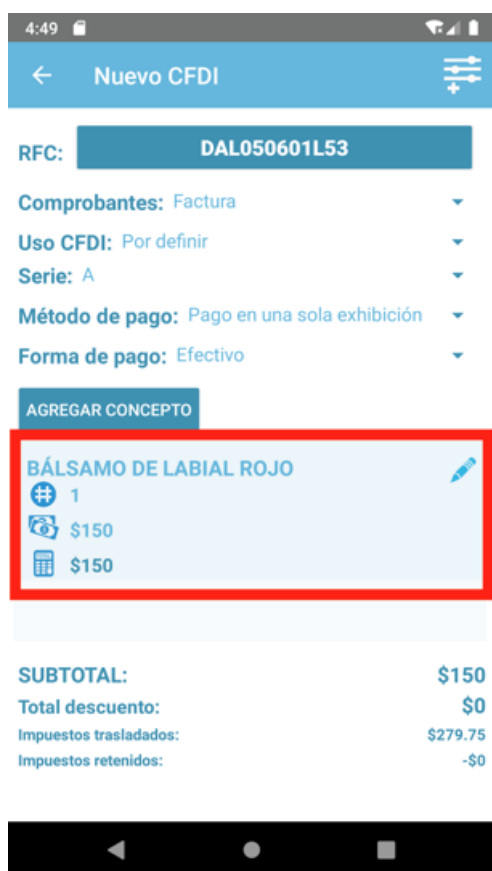 4:49
Nuevo CFDI
RFC: DAL050601L53
Comprobantes: Factura
Uso CFDI: Por definir
Serie: A
Método de pago: Pago en una sola exhibición
Forma de pago: Efectivo
AGREGAR CONCEPTO
BÁLSAMO DE LABIAL ROJO
1
$150
$150
SUBTOTAL: $150
Total descuento: $0
Impuestos trasladados: $279.75
Impuestos retenidos: -$0